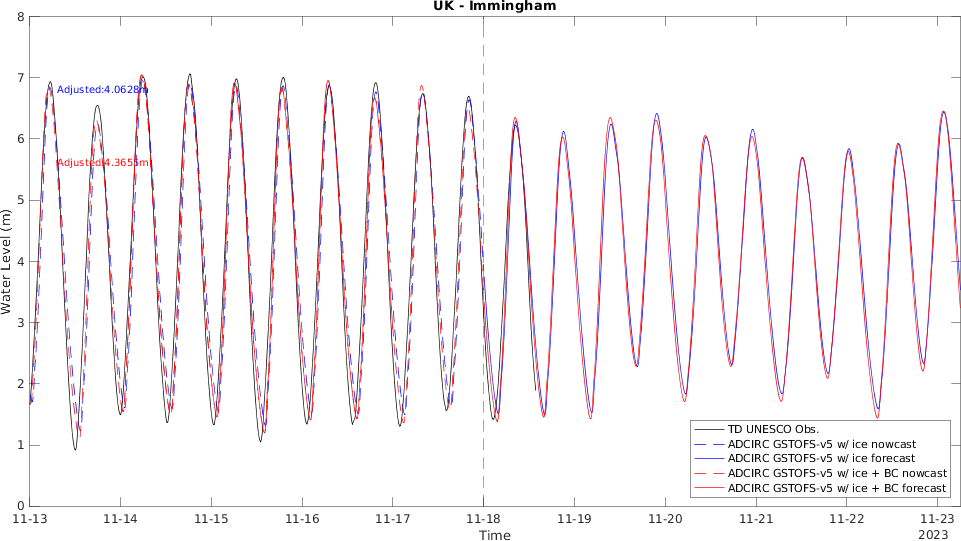 UK - Immingham
8
7
6
5
4
3
2
1
0
Water Level (m)
Adjusted:4.0628m
Adjusted:4.3655m
TD UNESCO Obs.
ADCIRC GSTOFS-v5 w/ ice nowcast
ADCIRC GSTOFS-v5 w/ ice forecast
ADCIRC GSTOFS-v5 w/ ice + BC nowcast
ADCIRC GSTOFS-v5 w/ ice + BC forecast
11-13 11-14 11-15 11-16 11-17 11-18 11-19 11-20 11-21 11-22 11-23
Time
2023